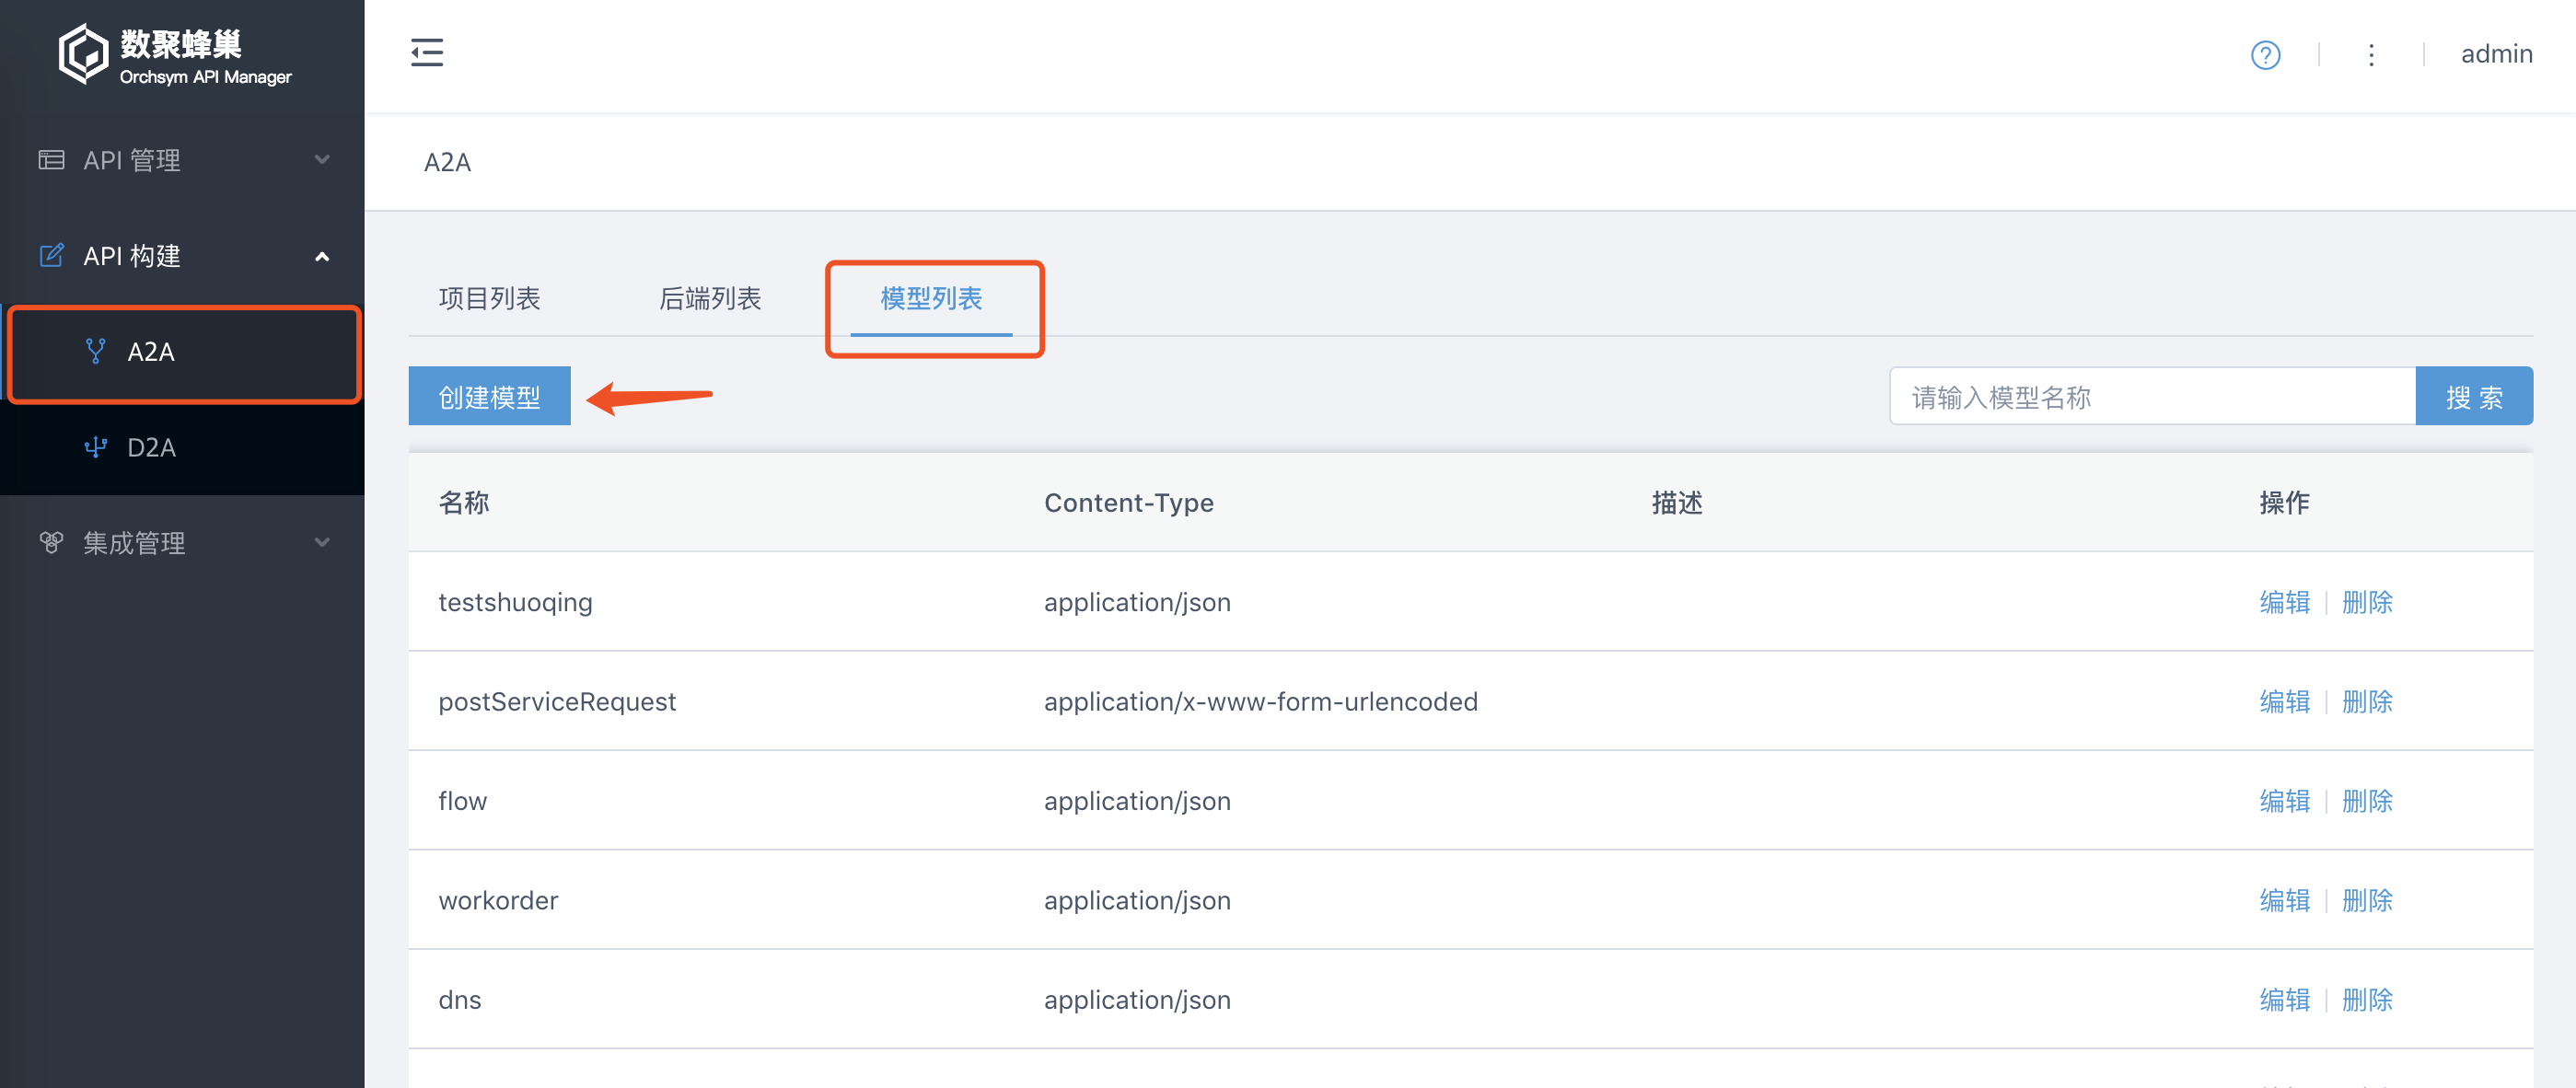 数聚蜂巢
Orchsym API Manager
admin
API 管理
A2A
API 构建
项目列表 后端列表 模型列表
A2A
创建模型 请输入模型名称 搜 索
D2A
名称 Content-Type 描述 操作
集成管理
testshuoqing application/json 编辑 删除
postServiceRequest application/x-www-form-urlencoded 编辑 删除
flow application/json 编辑 删除
workorder application/json 编辑 删除
dns application/json 编辑 删除